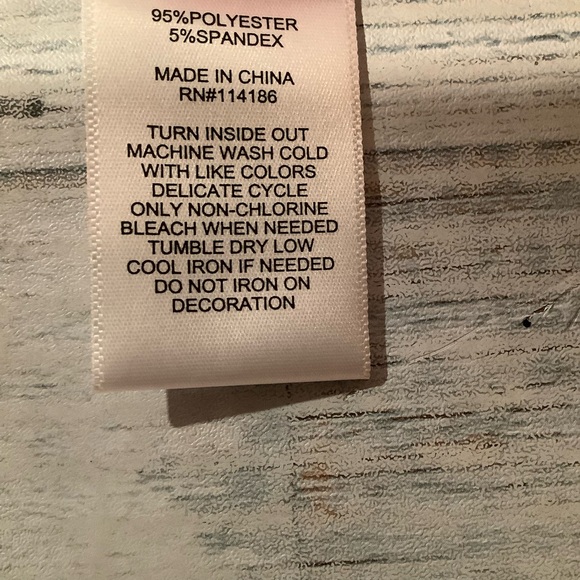 95%POLYESTER
5%SPANDEX
MADE IN CHINA
RN#114186
TURN INSIDE OUT
MACHINE WASH COLD
WITH LIKE COLORS
DELICATE CYCLE
ONLY NON-CHLORINE
BLEACH WHEN NEEDED
TUMBLE DRY LOW
COOL IRON IF NEEDED
DO NOT IRON ON
DECORATION